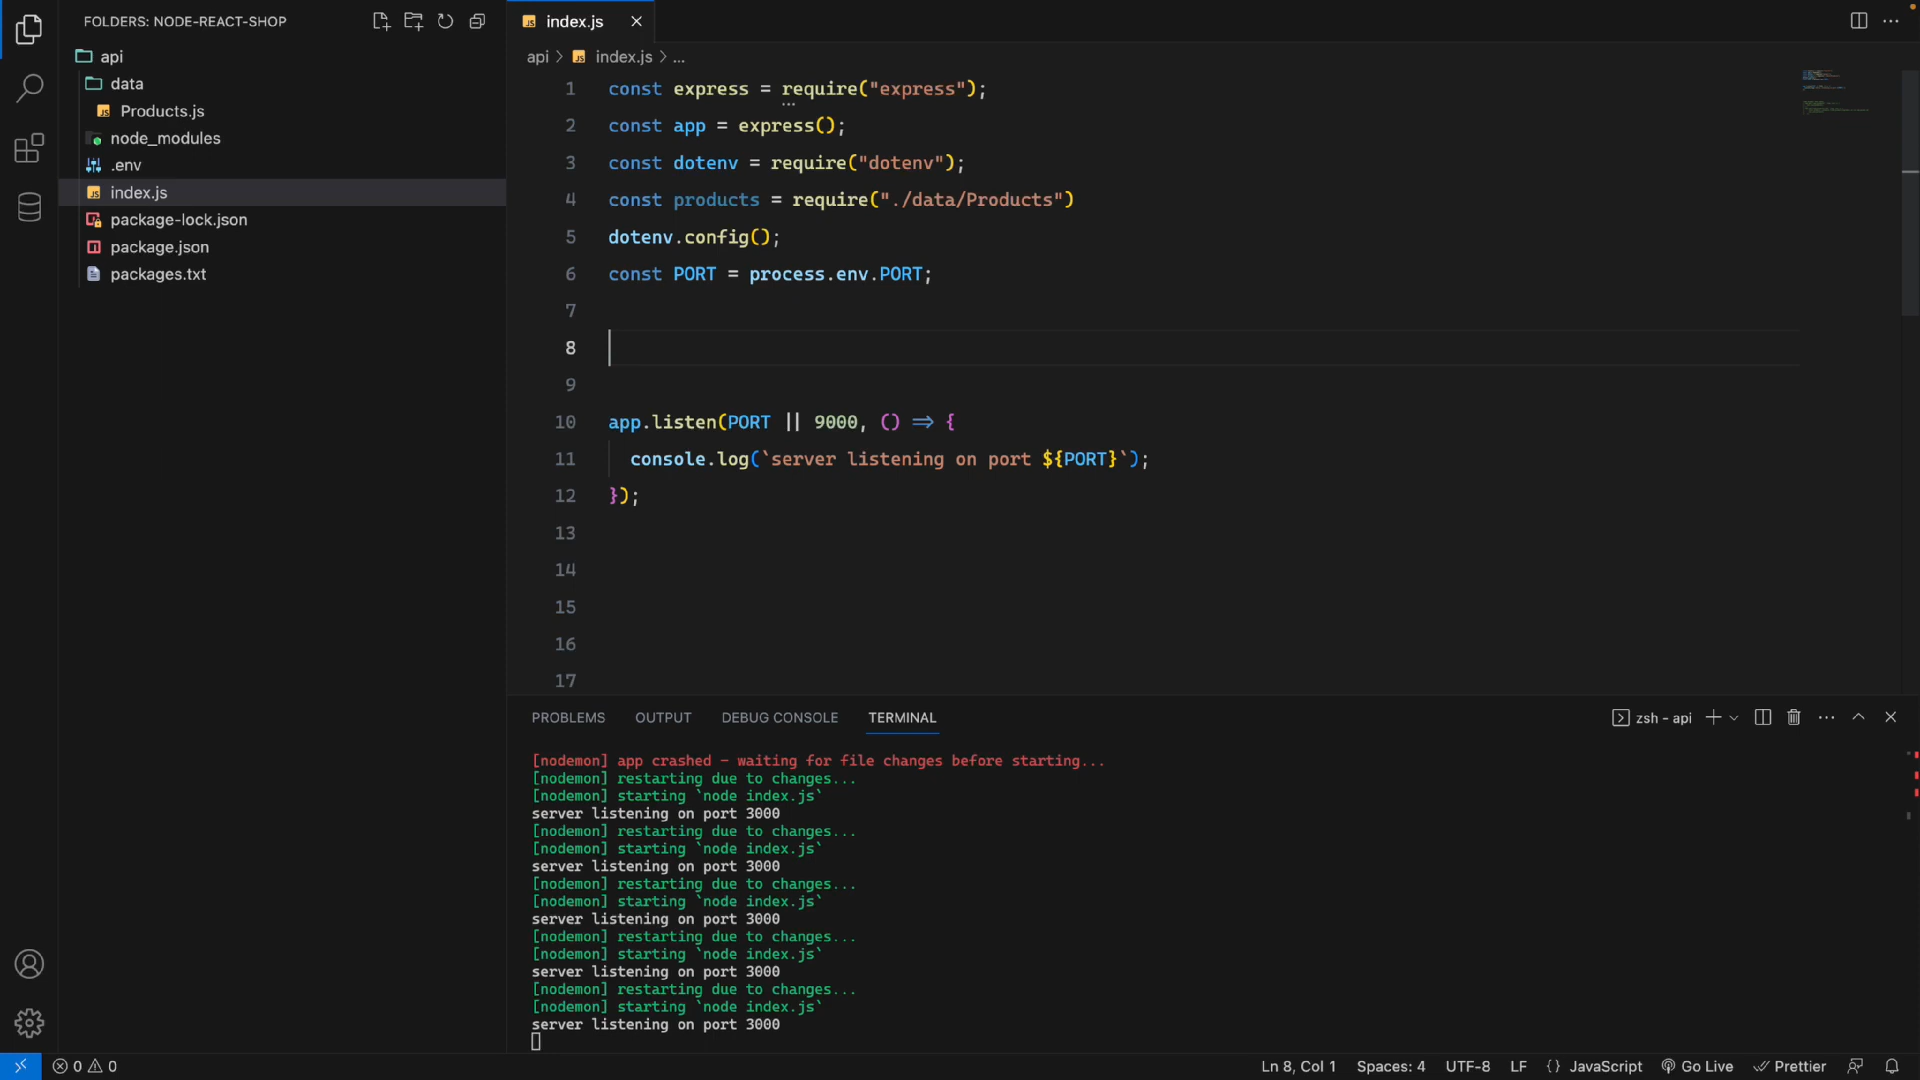 FOLDERS: NODE-REACT-SHOP
api
data
JS Products.js
node_modules
.env
JS index.js
package-lock.json
package.json
packages.txt
JS index.js
api > JS index.js > ...
1 const express = require("express");
2 const app = express();
3 const dotenv = require("dotenv");
4 const products = require("./data/Products")
5 dotenv.config();
6 const PORT = process.env.PORT;
7
8
9
10 app.listen(PORT || 9000, () => {
11 console.log(`server listening on port ${PORT}`);
12 });
13
14
15
16
17
PROBLEMS OUTPUT DEBUG CONSOLE TERMINAL zsh - api
[nodemon] app crashed - waiting for file changes before starting...
[nodemon] restarting due to changes...
[nodemon] starting `node index.js`
server listening on port 3000
[nodemon] restarting due to changes...
[nodemon] starting `node index.js`
server listening on port 3000
[nodemon] restarting due to changes...
[nodemon] starting `node index.js`
server listening on port 3000
[nodemon] restarting due to changes...
[nodemon] starting `node index.js`
server listening on port 3000
[nodemon] restarting due to changes...
[nodemon] starting `node index.js`
server listening on port 3000
0 0 Ln 8, Col 1 Spaces: 4 UTF-8 LF {} JavaScript Go Live Prettier